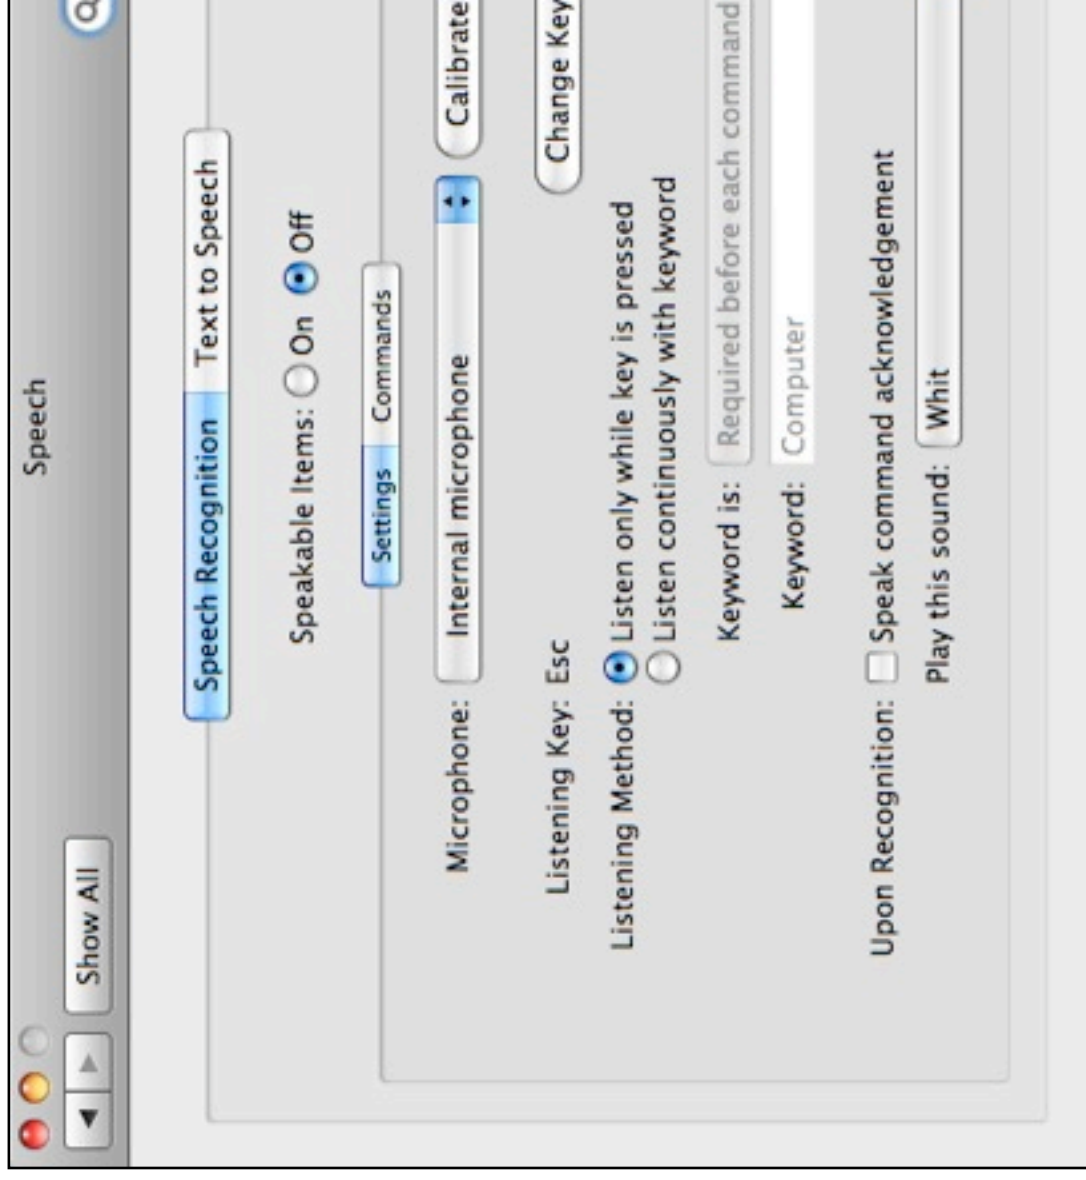 Speech
Show All
Speech Recognition Text to Speech
Speakable Items: On Off
Settings Commands
Microphone: Internal microphone Calibrate
Listening Key: Esc Change Key
Listening Method: Listen only while key is pressed
Listen continuously with keyword
Keyword is: Required before each command
Keyword: Computer
Upon Recognition: Speak command acknowledgement
Play this sound: Whit